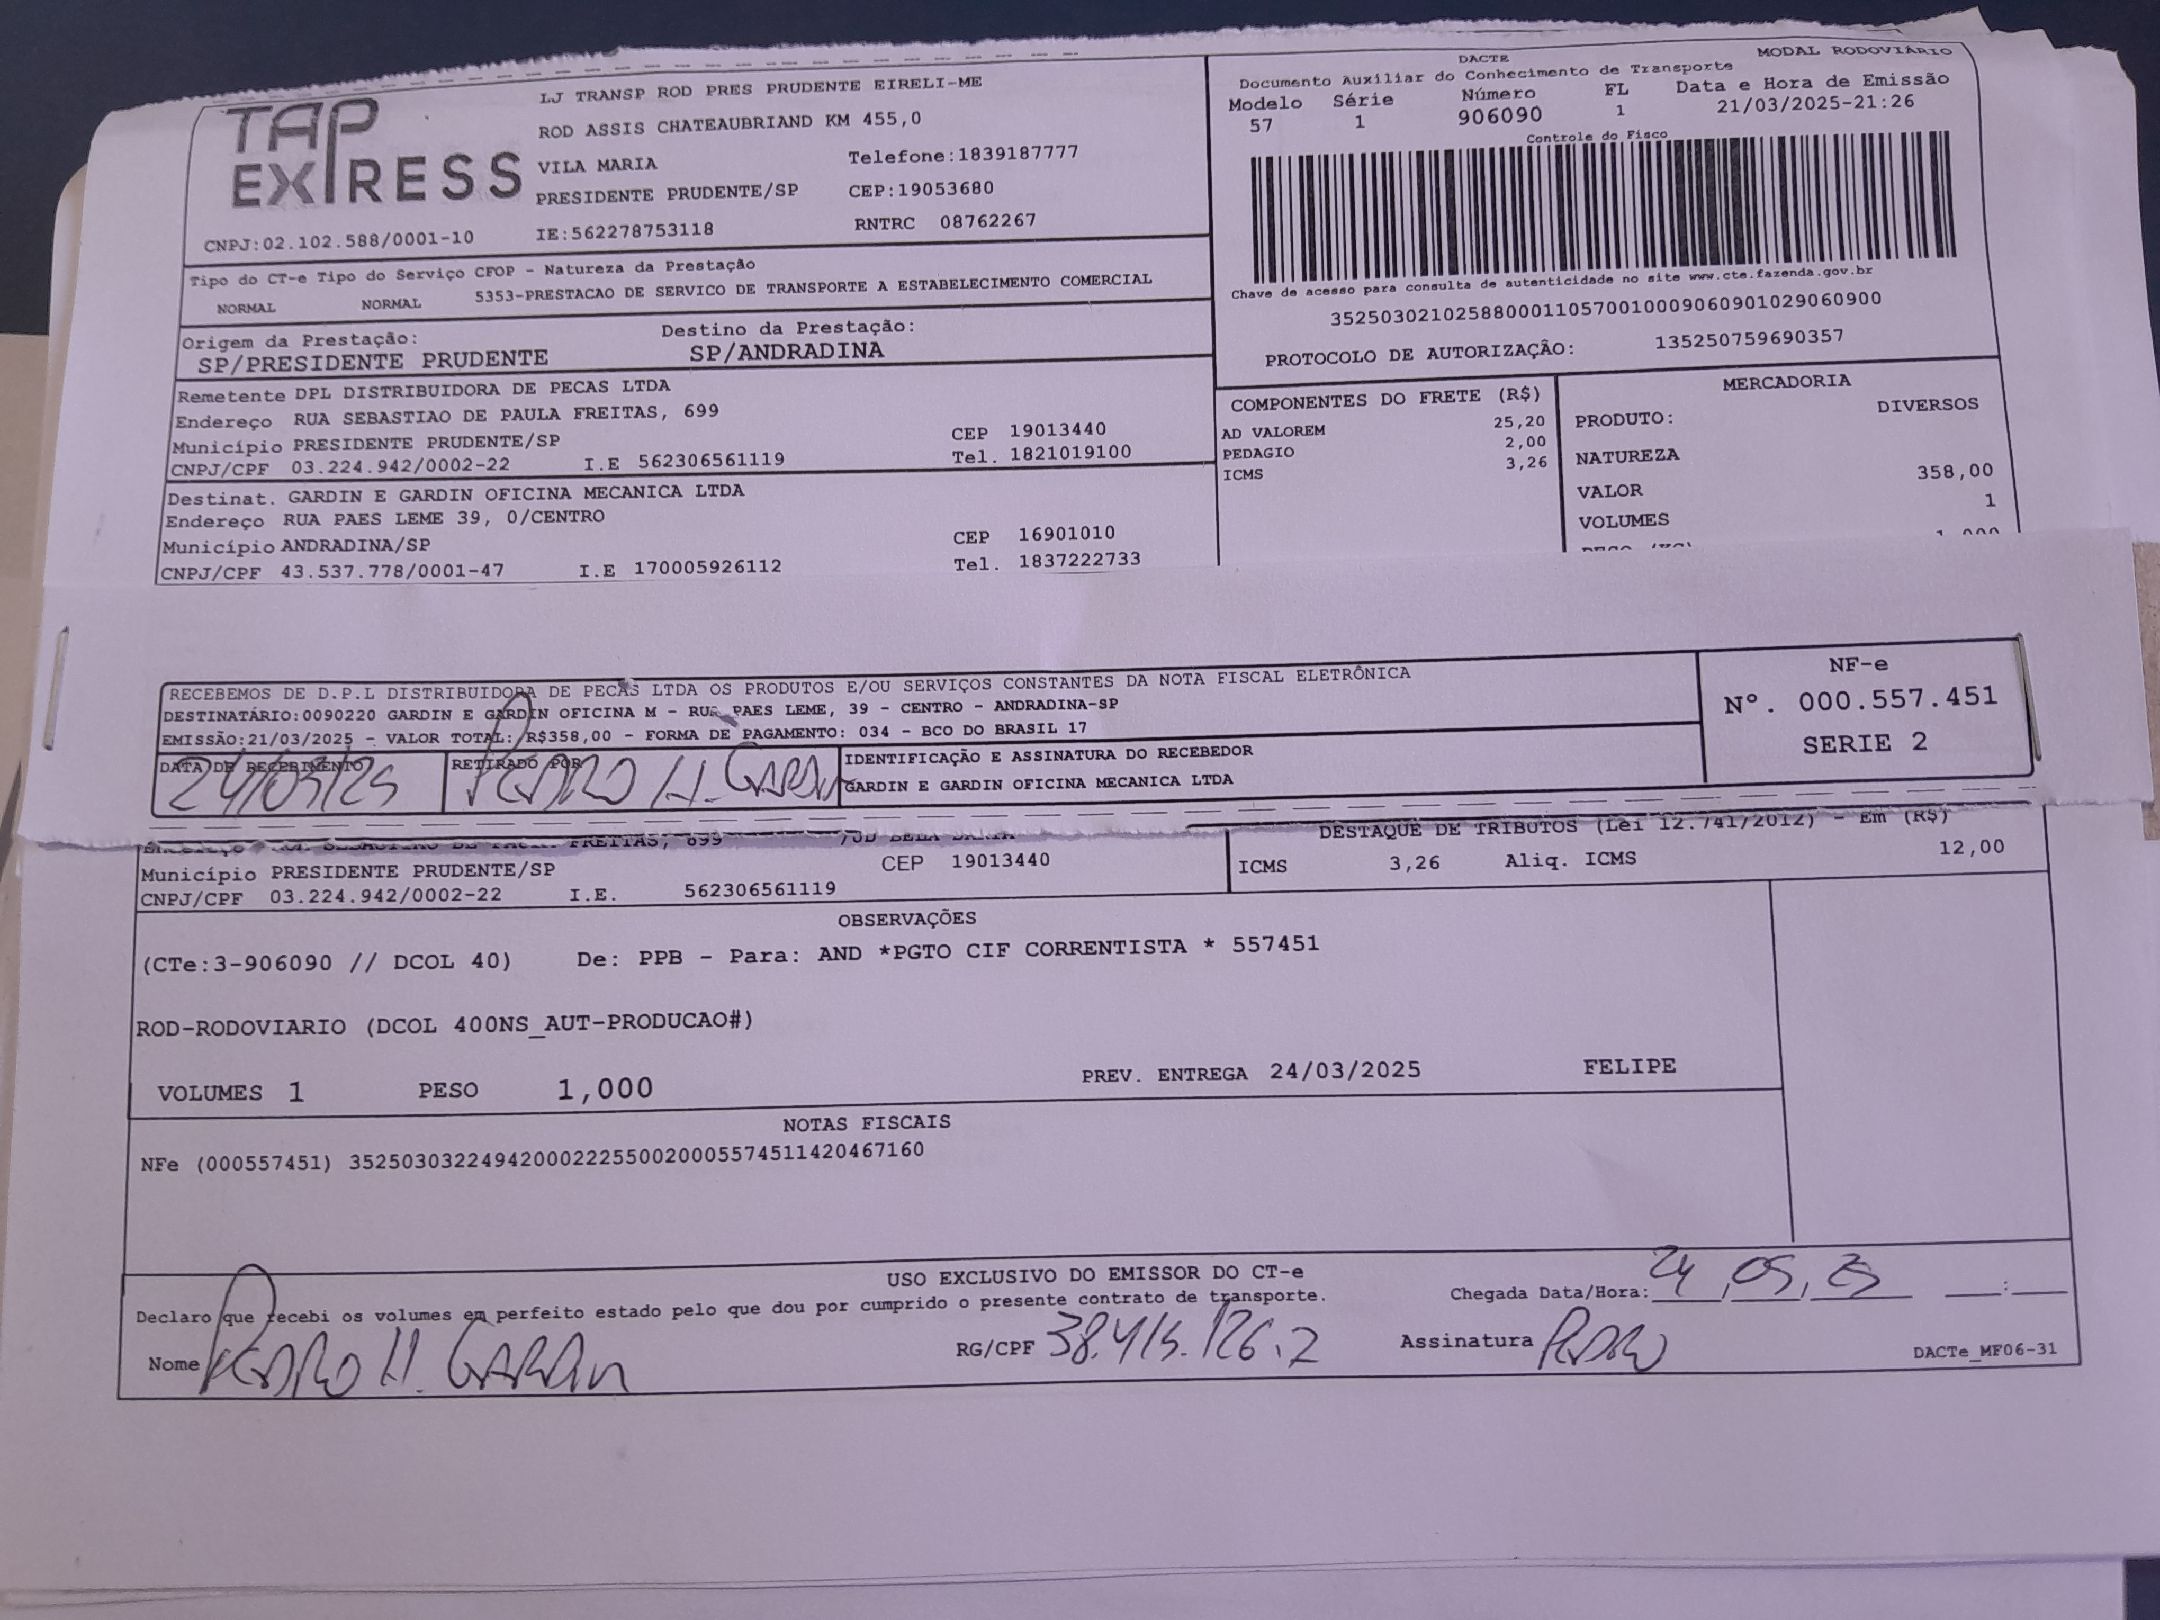 TAP
EXPRESS
LJ TRANSP ROD PRES PRUDENTE EIRELI-ME
ROD ASSIS CHATEAUBRIAND KM 455,0
VILA MARIA Telefone:1839187777
PRESIDENTE PRUDENTE/SP CEP:19053680
CNPJ:02.102.588/0001-10 IE:562278753118 RNTRC 08762267
DACTE MODAL RODOVIÁRIO
Documento Auxiliar do Conhecimento de Transporte
Modelo Série Número FL Data e Hora de Emissão
57 1 906090 1 21/03/2025-21:26
Controle do Fisco
Chave de acesso para consulta de autenticidade no site www.cte.fazenda.gov.br
35250302102588000110570010009060901029060900
PROTOCOLO DE AUTORIZAÇÃO: 135250759690357
Tipo do CT-e Tipo do Serviço CFOP - Natureza da Prestação
NORMAL NORMAL 5353-PRESTACAO DE SERVICO DE TRANSPORTE A ESTABELECIMENTO COMERCIAL
Origem da Prestação: Destino da Prestação:
SP/PRESIDENTE PRUDENTE SP/ANDRADINA
Remetente DPL DISTRIBUIDORA DE PECAS LTDA
Endereço RUA SEBASTIAO DE PAULA FREITAS, 699
Município PRESIDENTE PRUDENTE/SP CEP 19013440
CNPJ/CPF 03.224.942/0002-22 I.E 562306561119 Tel. 1821019100
Destinat. GARDIN E GARDIN OFICINA MECANICA LTDA
Endereço RUA PAES LEME 39, 0/CENTRO
Município ANDRADINA/SP CEP 16901010
CNPJ/CPF 43.537.778/0001-47 I.E 170005926112 Tel. 1837222733
COMPONENTES DO FRETE (R$)
AD VALOREM 25,20
PEDAGIO 2,00
ICMS 3,26
MERCADORIA
PRODUTO: DIVERSOS
NATUREZA
VALOR 358,00
VOLUMES 1
RECEBEMOS DE D.P.L DISTRIBUIDORA DE PECAS LTDA OS PRODUTOS E/OU SERVIÇOS CONSTANTES DA NOTA FISCAL ELETRÔNICA
DESTINATÁRIO:0090220 GARDIN E GARDIN OFICINA M - RUA PAES LEME, 39 - CENTRO - ANDRADINA-SP
EMISSÃO:21/03/2025 - VALOR TOTAL: R$358,00 - FORMA DE PAGAMENTO: 034 - BCO DO BRASIL 17
DATA DE RECEBIMENTO RETIRADO POR IDENTIFICAÇÃO E ASSINATURA DO RECEBEDOR
24/03/25 PEDRO H. GARDIN GARDIN E GARDIN OFICINA MECANICA LTDA
NF-e
Nº. 000.557.451
SERIE 2
FREITAS, 699
Município PRESIDENTE PRUDENTE/SP CEP 19013440
CNPJ/CPF 03.224.942/0002-22 I.E. 562306561119
DESTAQUE DE TRIBUTOS (Lei 12.741/2012) - Em (R$)
ICMS 3,26 Aliq. ICMS 12,00
OBSERVAÇÕES
(CTe:3-906090 // DCOL 40) De: PPB - Para: AND *PGTO CIF CORRENTISTA * 557451
ROD-RODOVIARIO (DCOL 400NS_AUT-PRODUCAO#)
VOLUMES 1 PESO 1,000 PREV. ENTREGA 24/03/2025 FELIPE
NOTAS FISCAIS
NFe (000557451) 35250303224942000222550020005574511420467160
USO EXCLUSIVO DO EMISSOR DO CT-e
Declaro que recebi os volumes em perfeito estado pelo que dou por cumprido o presente contrato de transporte. Chegada Data/Hora: 24, 03, 25 :
Nome PEDRO H. GARDIN RG/CPF 38.415.126.2 Assinatura PEDRO DACTe_MF06-31